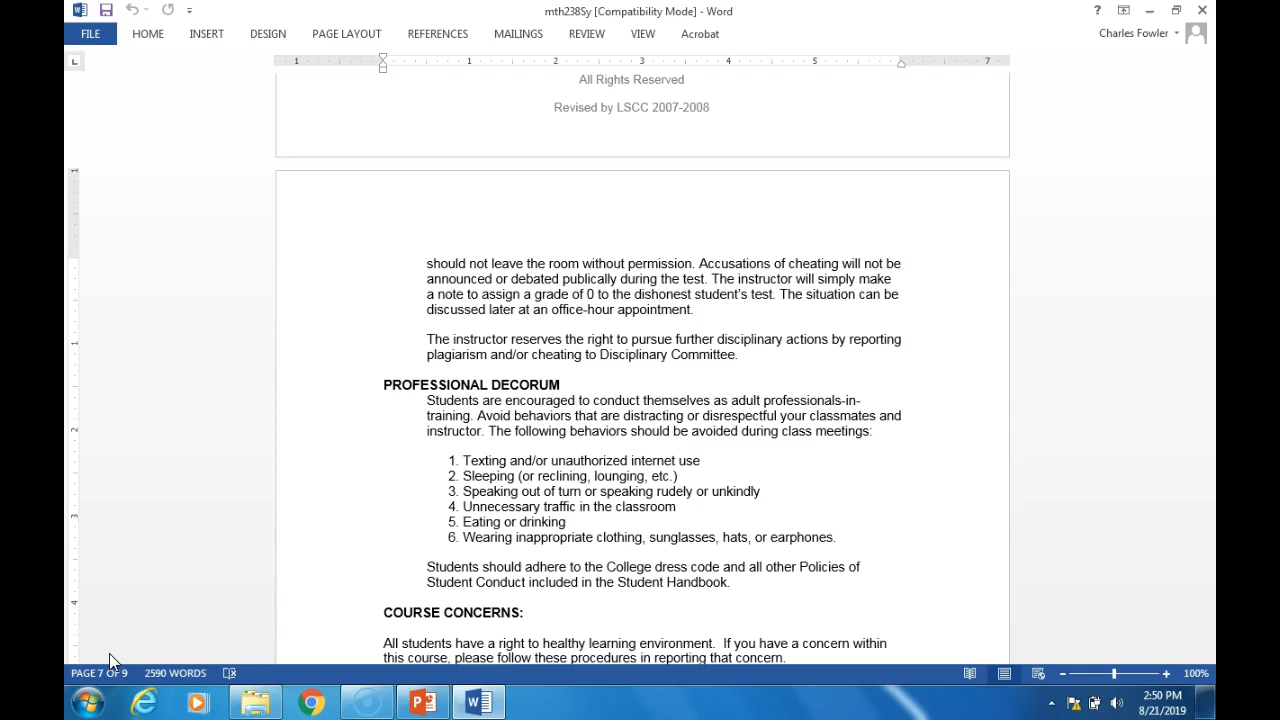 mth238Sy [Compatibility Mode] - Word
FILE HOME INSERT DESIGN PAGE LAYOUT REFERENCES MAILINGS REVIEW VIEW Acrobat Charles Fowler
1 1 2 3 4 5 7
All Rights Reserved
Revised by LSCC 2007-2008
should not leave the room without permission. Accusations of cheating will not be
announced or debated publically during the test. The instructor will simply make
a note to assign a grade of 0 to the dishonest student's test. The situation can be
discussed later at an office-hour appointment.
The instructor reserves the right to pursue further disciplinary actions by reporting
plagiarism and/or cheating to Disciplinary Committee.
PROFESSIONAL DECORUM
Students are encouraged to conduct themselves as adult professionals-in-
training. Avoid behaviors that are distracting or disrespectful your classmates and
instructor. The following behaviors should be avoided during class meetings:
1. Texting and/or unauthorized internet use
2. Sleeping (or reclining, lounging, etc.)
3. Speaking out of turn or speaking rudely or unkindly
4. Unnecessary traffic in the classroom
5. Eating or drinking
6. Wearing inappropriate clothing, sunglasses, hats, or earphones.
Students should adhere to the College dress code and all other Policies of
Student Conduct included in the Student Handbook.
COURSE CONCERNS:
All students have a right to healthy learning environment. If you have a concern within
this course, please follow these procedures in reporting that concern.
PAGE 7 OF 9 2590 WORDS 100%
2:50 PM
8/21/2019